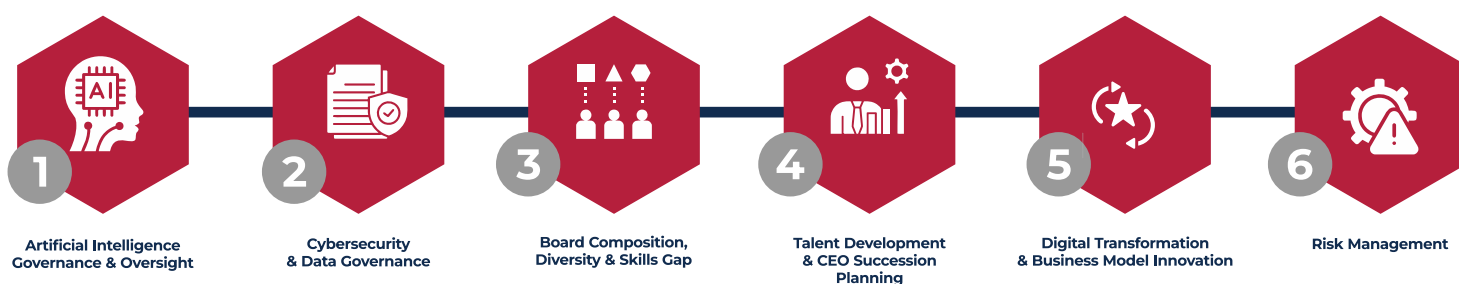 AI
1
Artificial Intelligence
Governance & Oversight
2
Cybersecurity
& Data Governance
3
Board Composition,
Diversity & Skills Gap
4
Talent Development
& CEO Succession
Planning
5
Digital Transformation
& Business Model Innovation
6
Risk Management